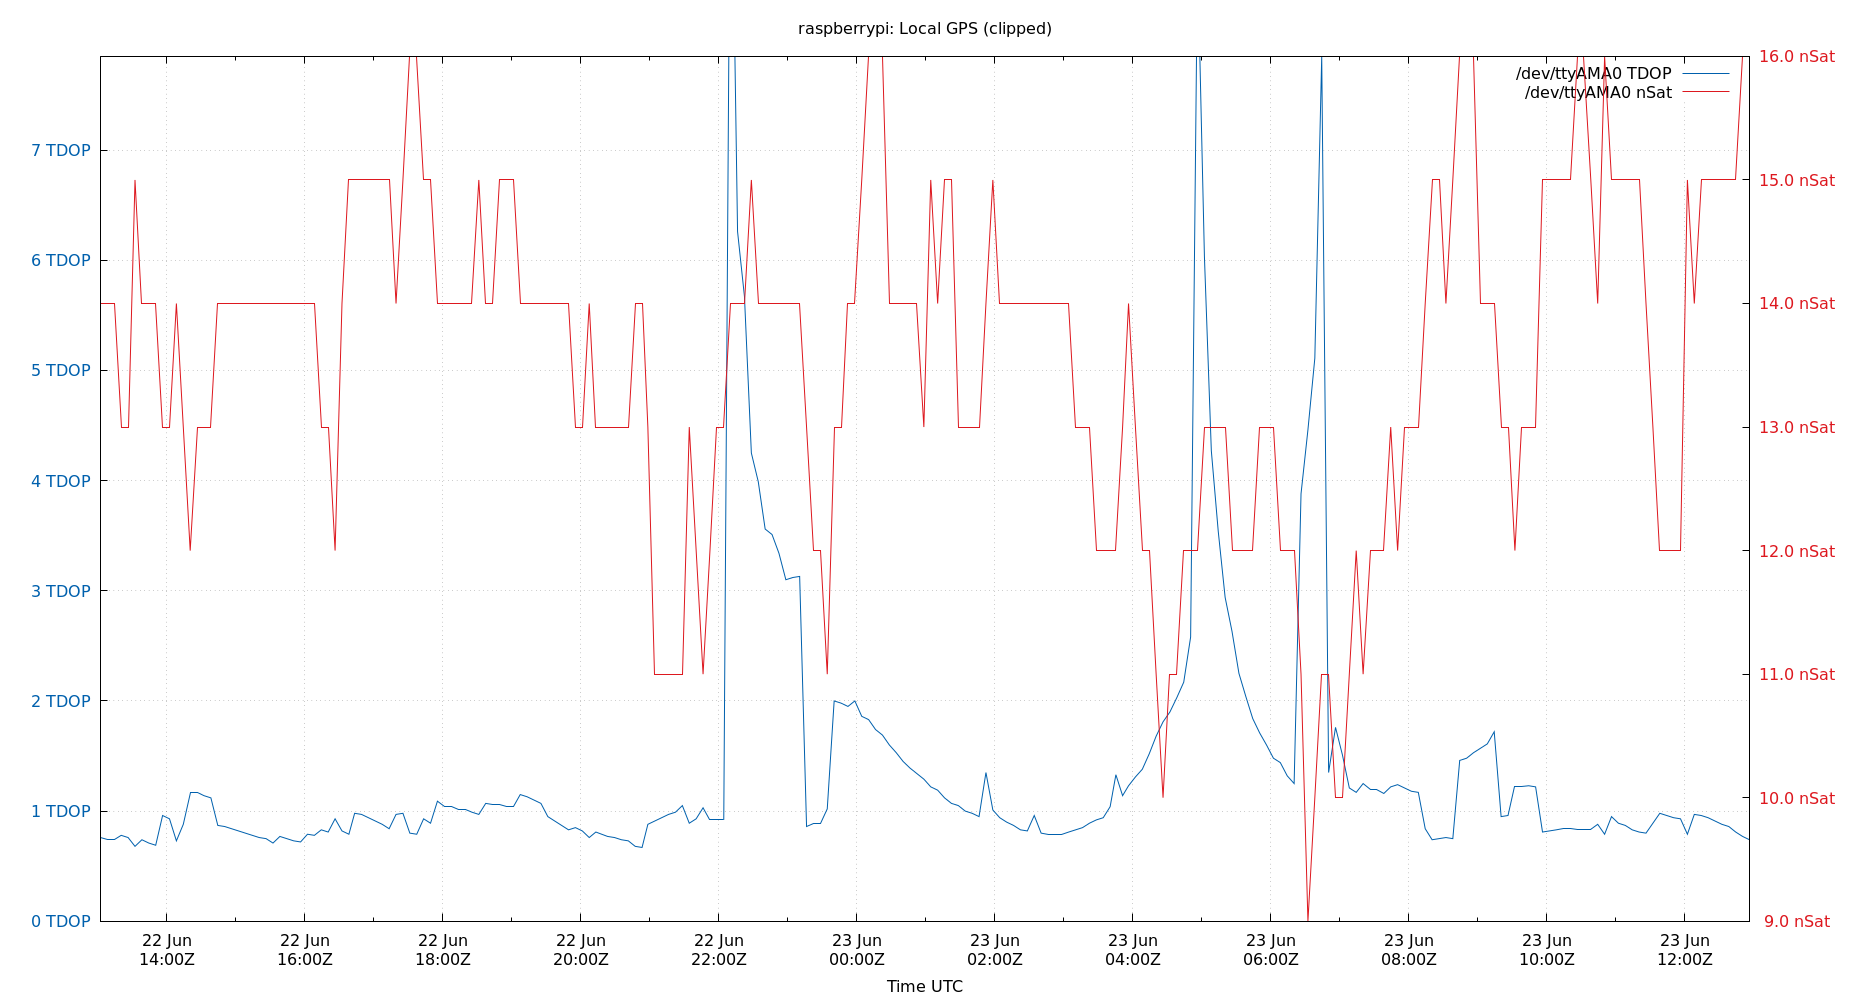 raspberrypi: Local GPS (clipped)
16.0 nSat
/dev/ttyAMA0 TDOP
/dev/ttyAMA0 nSat
7 TDOP
15.0 nSat
6 TDOP
14.0 nSat
5 TDOP
13.0 nSat
4 TDOP
12.0 nSat
3 TDOP
11.0 nSat
2 TDOP
10.0 nSat
1 TDOP
0 TDOP
9.0 nSat
22 Jun 22 Jun 22 Jun 22 Jun 22 Jun 23 Jun 23 Jun 23 Jun 23 Jun 23 Jun 23 Jun 23 Jun
14:00Z 16:00Z 18:00Z 20:00Z 22:00Z 00:00Z 02:00Z 04:00Z 06:00Z 08:00Z 10:00Z 12:00Z
Time UTC